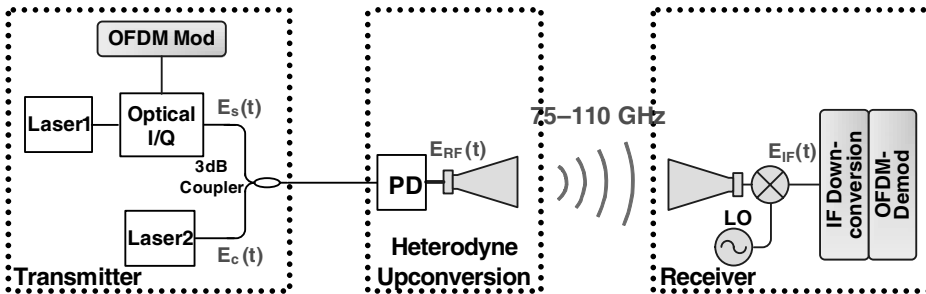 OFDM Mod
Laser1
Optical
I/Q
Es(t)
3dB
Coupler
Laser2
Ec(t)
Transmitter
PD
ERF(t)
Heterodyne
Upconversion
75–110 GHz
LO
EIF(t)
IF Down-
conversion
OFDM-
Demod
Receiver